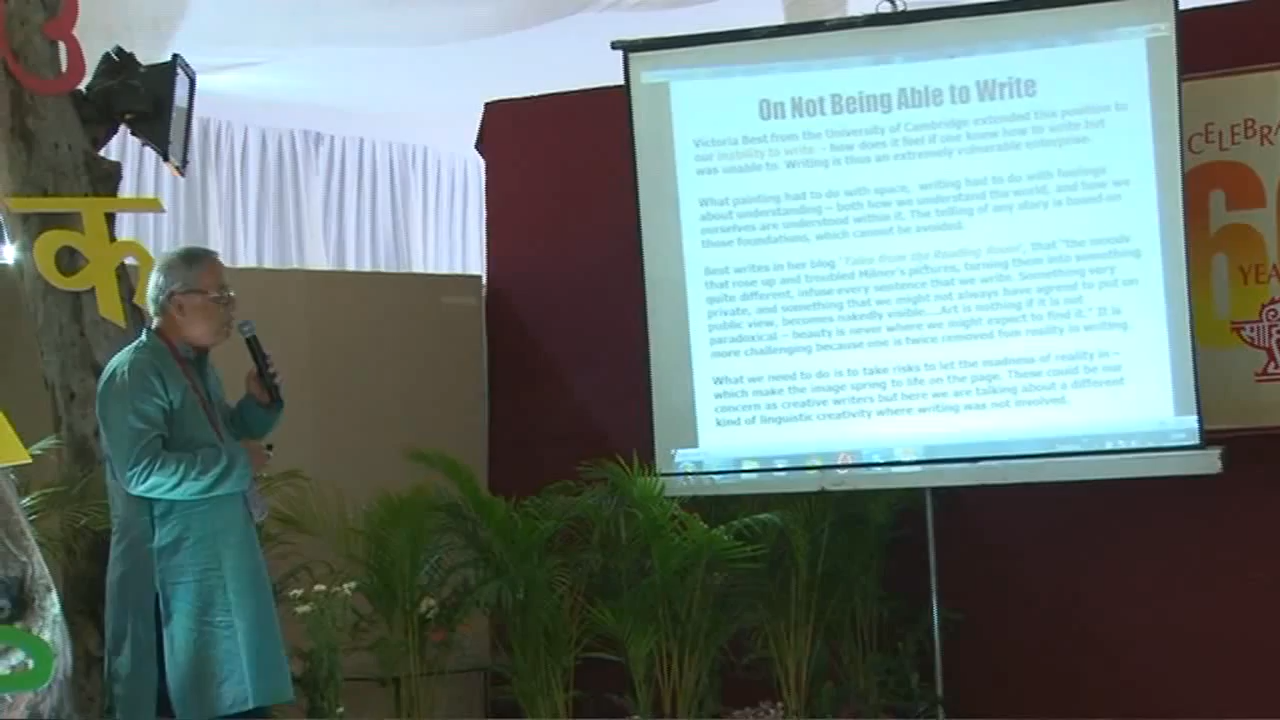 On Not Being Able to Write
Victoria Best from the University of Cambridge extended this position to
our inability to write - how does it feel if one knew how to write but
was unable to. Writing is thus an extremely vulnerable enterprise.
What painting had to do with space, writing had to do with feelings
about understanding – both how we understand the world, and how we
ourselves are understood within it. The telling of any story is based on
those foundations, which cannot be avoided.
Best writes in her blog 'Tales from the Reading Room', that "the moody
that rose up and troubled Milner's pictures, turning them into something
quite different, infuse every sentence that we write. Something very
private, and something that we might not always have agreed to put on
public view, becomes nakedly visible....Art is nothing if it is not
paradoxical – beauty is never where we might expect to find it." It is
more challenging because one is twice removed from reality in writing.
What we need to do is to take risks to let the madness of reality in –
which make the image spring to life on the page. These could be our
concern as creative writers but here we are talking about a different
kind of linguistic creativity where writing was not involved.
CELEBRA
6
YEA
क